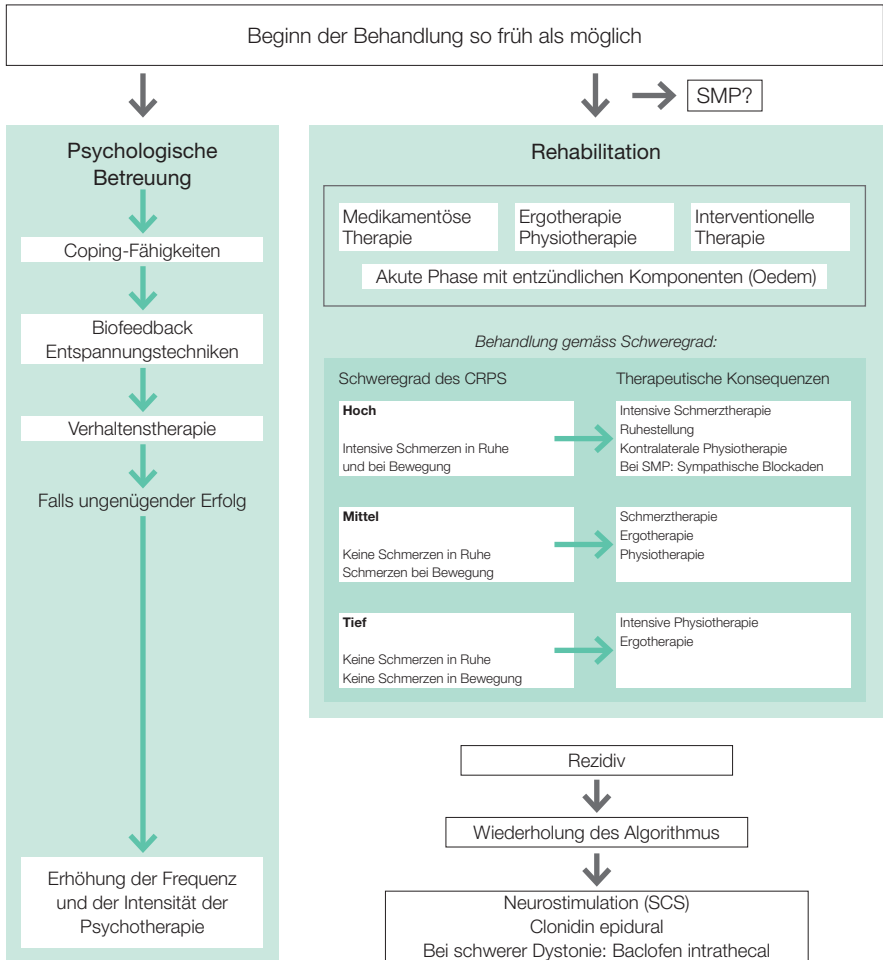 Beginn der Behandlung so früh als möglich
SMP?
Psychologische
Betreuung
Coping-Fähigkeiten
Biofeedback
Entspannungstechniken
Verhaltenstherapie
Falls ungenügender Erfolg
Erhöhung der Frequenz
und der Intensität der
Psychotherapie
Rehabilitation
Medikamentöse
Therapie
Ergotherapie
Physiotherapie
Interventionelle
Therapie
Akute Phase mit entzündlichen Komponenten (Oedem)
Behandlung gemäss Schweregrad:
Schweregrad des CRPS
Therapeutische Konsequenzen
Hoch
Intensive Schmerzen in Ruhe
und bei Bewegung
Intensive Schmerztherapie
Ruhestellung
Kontralaterale Physiotherapie
Bei SMP: Sympathische Blockaden
Mittel
Keine Schmerzen in Ruhe
Schmerzen bei Bewegung
Schmerztherapie
Ergotherapie
Physiotherapie
Tief
Keine Schmerzen in Ruhe
Keine Schmerzen in Bewegung
Intensive Physiotherapie
Ergotherapie
Rezidiv
Wiederholung des Algorithmus
Neurostimulation (SCS)
Clonidin epidural
Bei schwerer Dystonie: Baclofen intrathecal